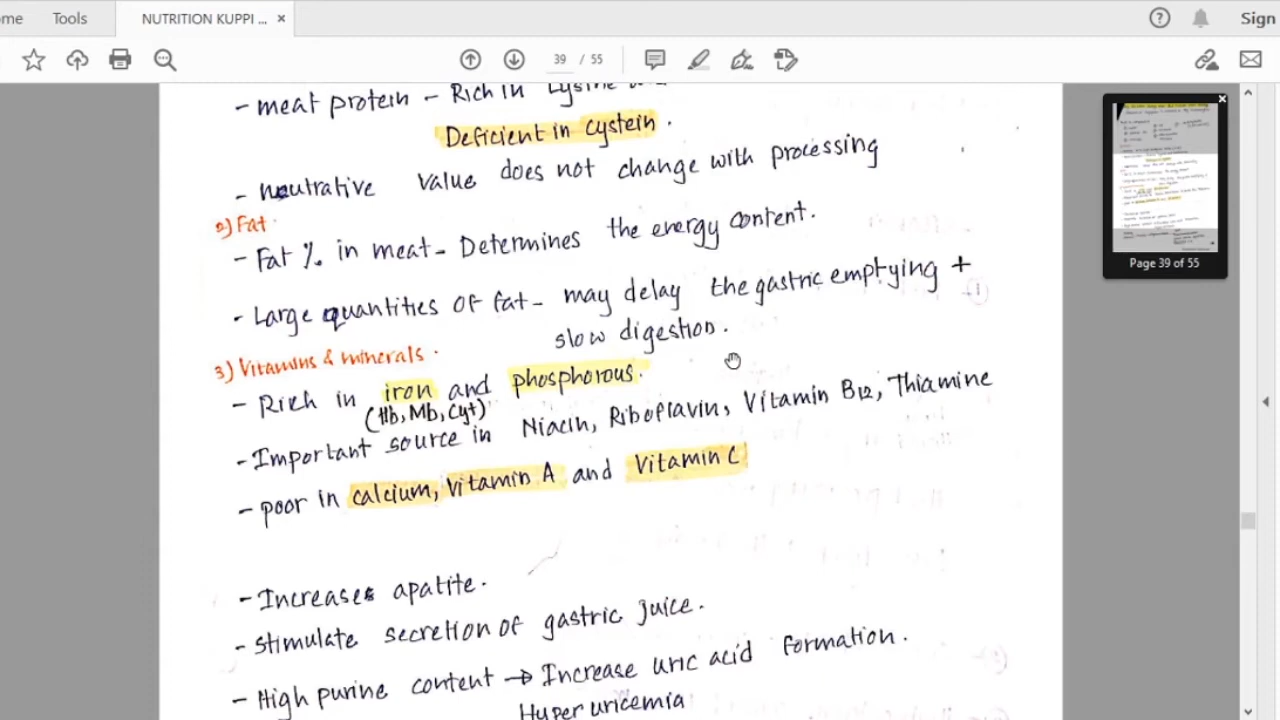 ome Tools NUTRITION KUPPI ... × Sign
39 / 55
- meat protein - Rich in Lysine
Deficient in cystein.
- neutrative value does not change with processing
2) Fat
- Fat % in meat - Determines the energy content.
- Large quantities of fat - may delay the gastric emptying +
slow digestion.
3) Vitamins & minerals.
- Rich in iron and phosphorous.
(Hb, Mb, Cyt)
- Important source in Niacin, Riboflavin, Vitamin B12, Thiamine
- poor in calcium, vitamin A and Vitamin C
- Increases apatite.
- stimulate secretion of gastric juice.
- High purine content → Increase uric acid formation.
Hyper uricemia
Page 39 of 55